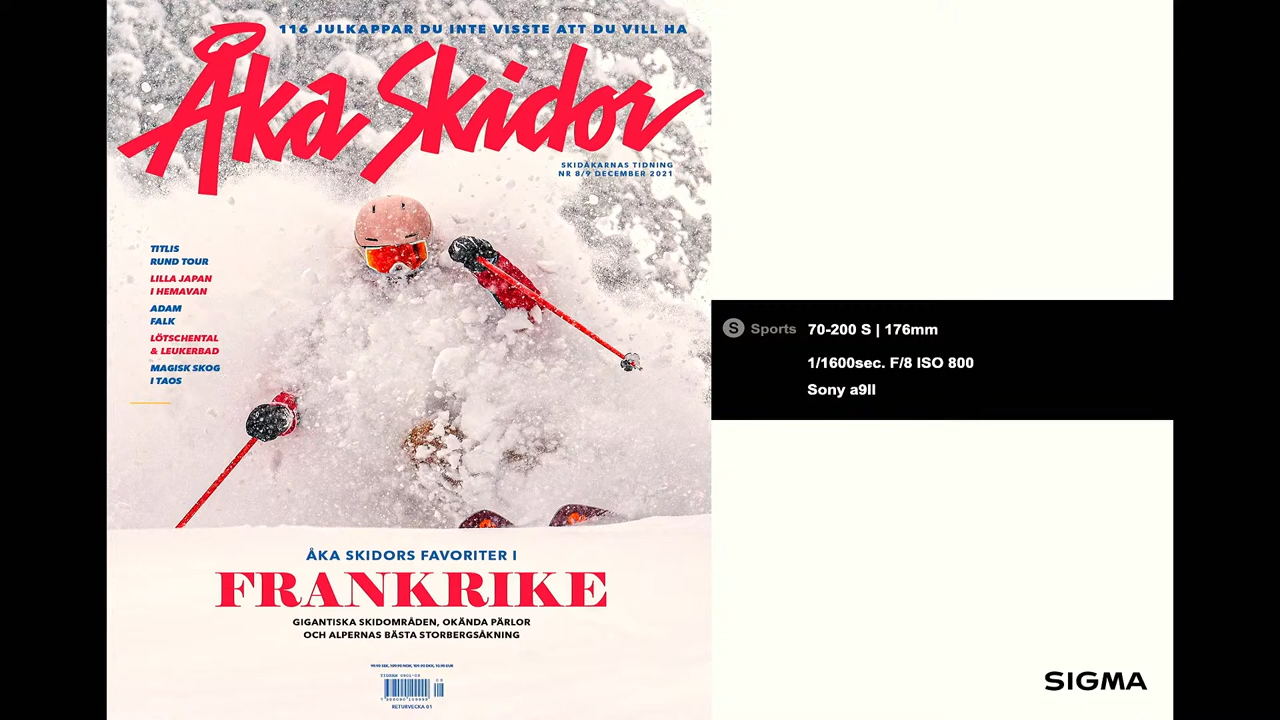 116 JULKAPPAR DU INTE VISSTE ATT DU VILL HA
Åka Skidor
SKIDÅKARNAS TIDNING
NR 8/9 DECEMBER 2021
TITLIS
RUND TOUR
LILLA JAPAN
I HEMAVAN
ADAM
FALK
LÖTSCHENTAL
& LEUKERBAD
MAGISK SKOG
I TAOS
ÅKA SKIDORS FAVORITER I
FRANKRIKE
GIGANTISKA SKIDOMRÅDEN, OKÄNDA PÄRLOR
OCH ALPERNAS BÄSTA STORBERGSÅKNING
RETURVECKA 01
S Sports 70-200 S | 176mm
1/1600sec. F/8 ISO 800
Sony a9II
SIGMA